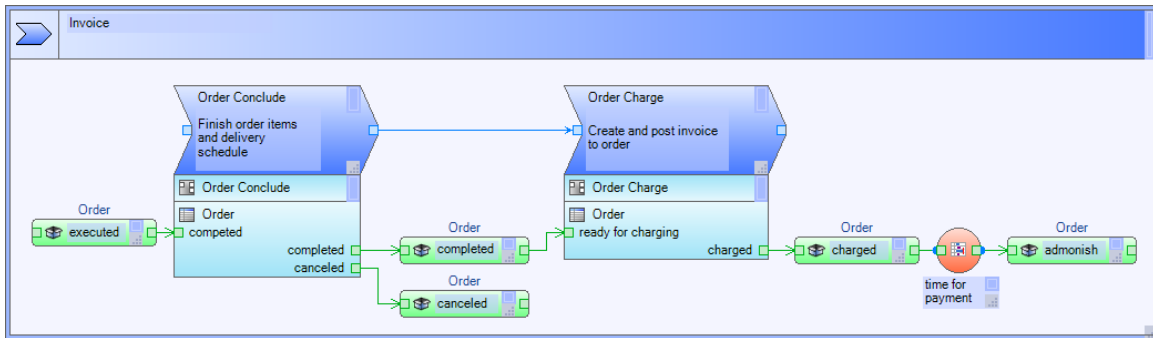 Invoice
Order Conclude
Finish order items
and delivery
schedule
Order Charge
Create and post invoice
to order
Order Conclude
Order
competed
completed
canceled
Order Charge
Order
ready for charging
charged
Order
executed
Order
completed
Order
canceled
Order
charged
time for
payment
Order
admonish